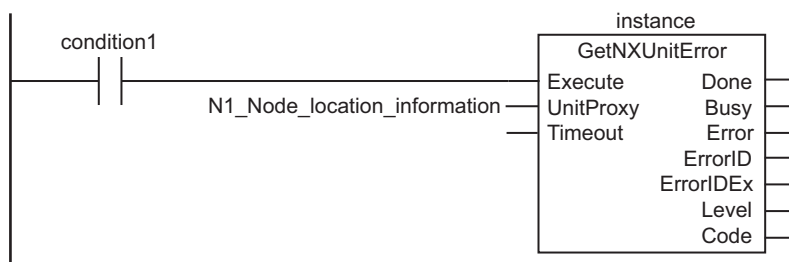 instance
condition1
GetNXUnitError
Execute Done
N1_Node_location_information UnitProxy Busy
Timeout Error
ErrorID
ErrorIDEx
Level
Code